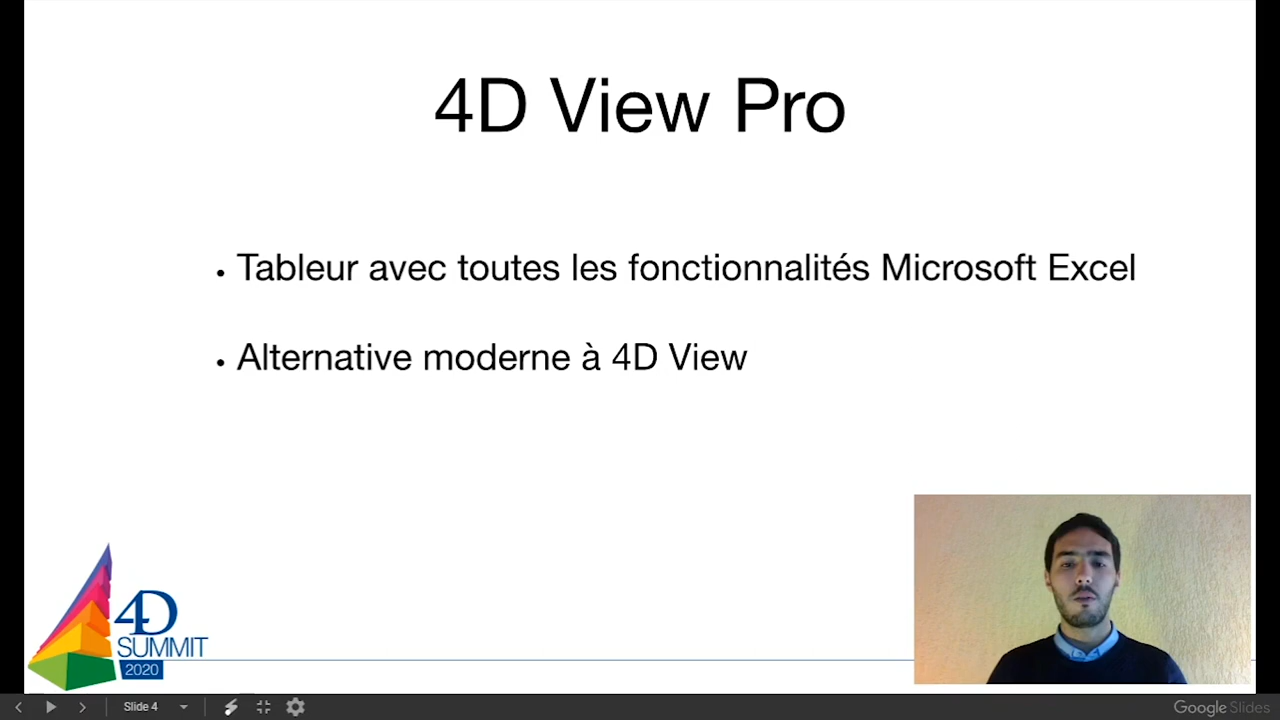 4D View Pro
• Tableur avec toutes les fonctionnalités Microsoft Excel
• Alternative moderne à 4D View
4D
SUMMIT
2020
Slide 4
Google Slides